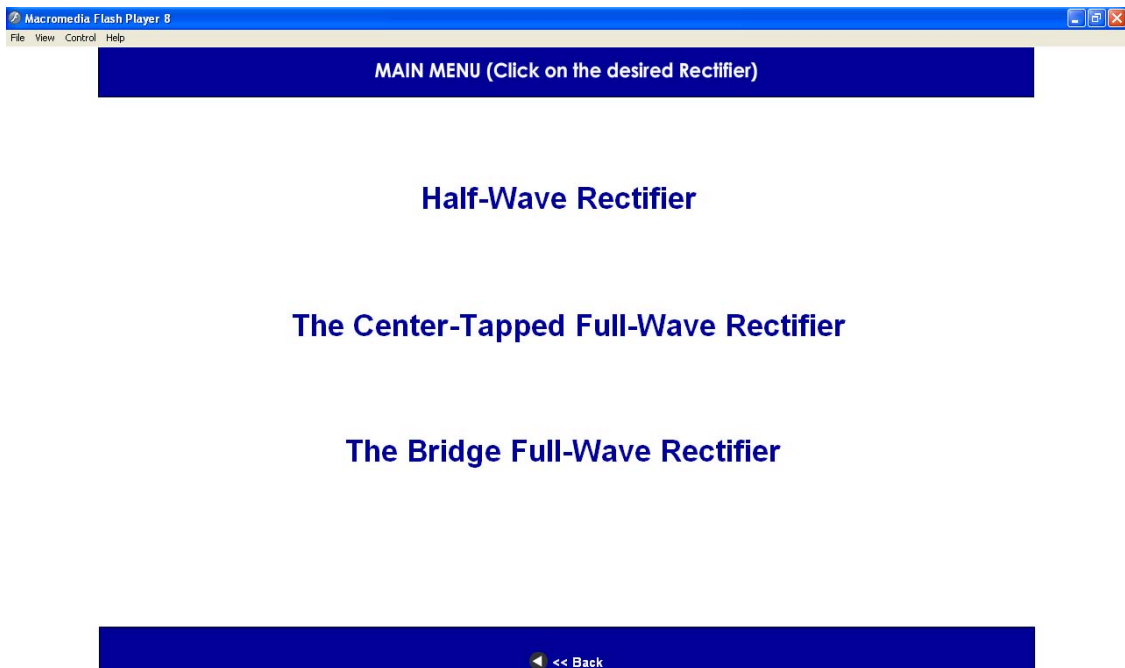 Macromedia Flash Player 8
File View Control Help
MAIN MENU (Click on the desired Rectifier)
Half-Wave Rectifier
The Center-Tapped Full-Wave Rectifier
The Bridge Full-Wave Rectifier
<< Back